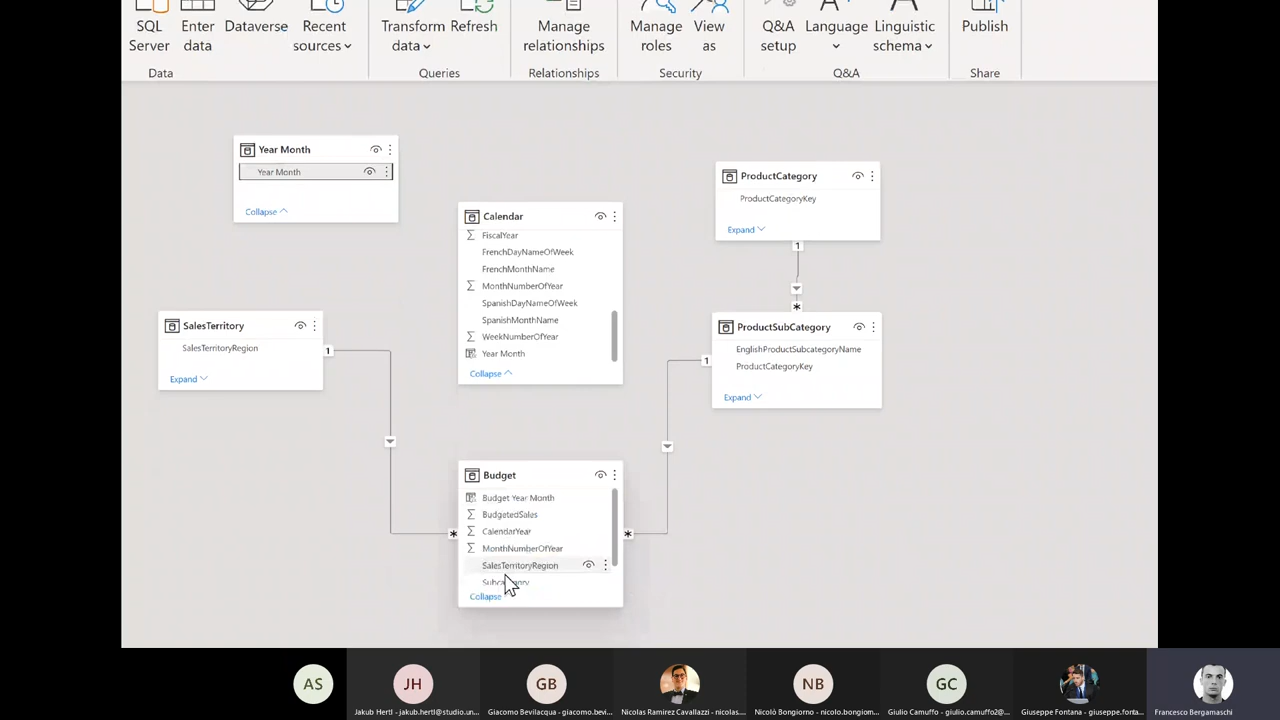 SQL
Server
Enter
data
Dataverse
Recent
sources
Transform
data
Refresh
Manage
relationships
Manage
roles
View
as
Q&A
setup
Language
Linguistic
schema
Publish
Data
Queries
Relationships
Security
Q&A
Share
Year Month
Year Month
Collapse
Calendar
FiscalYear
FrenchDayNameOfWeek
FrenchMonthName
MonthNumberOfYear
SpanishDayNameOfWeek
SpanishMonthName
WeekNumberOfYear
Year Month
Collapse
ProductCategory
ProductCategoryKey
Expand
1
*
SalesTerritory
SalesTerritoryRegion
Expand
1
ProductSubCategory
EnglishProductSubcategoryName
ProductCategoryKey
Expand
1
Budget
Budget Year Month
BudgetedSales
CalendarYear
MonthNumberOfYear
SalesTerritoryRegion
Subcategory
Collapse
*
*
AS
JH
GB
NB
GC
Jakub Hertl - jakub.hertl@studio.un...
Giacomo Bevilacqua - giacomo.bevi...
Nicolas Ramirez Cavallazzi - nicolas...
Nicolò Bongiorno - nicolo.bongiorn...
Giulio Camuffo - giulio.camuffo2@...
Giuseppe Fontana - giuseppe.fonta...
Francesco Bergamaschi